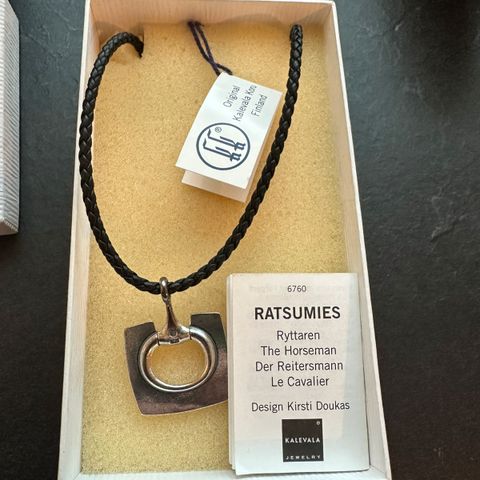 Original
Kalevala Koru
Finland
®
6760
RATSUMIES
Ryttaren
The Horseman
Der Reitersmann
Le Cavalier
Design Kirsti Doukas
®
KALEVALA
JEWELRY